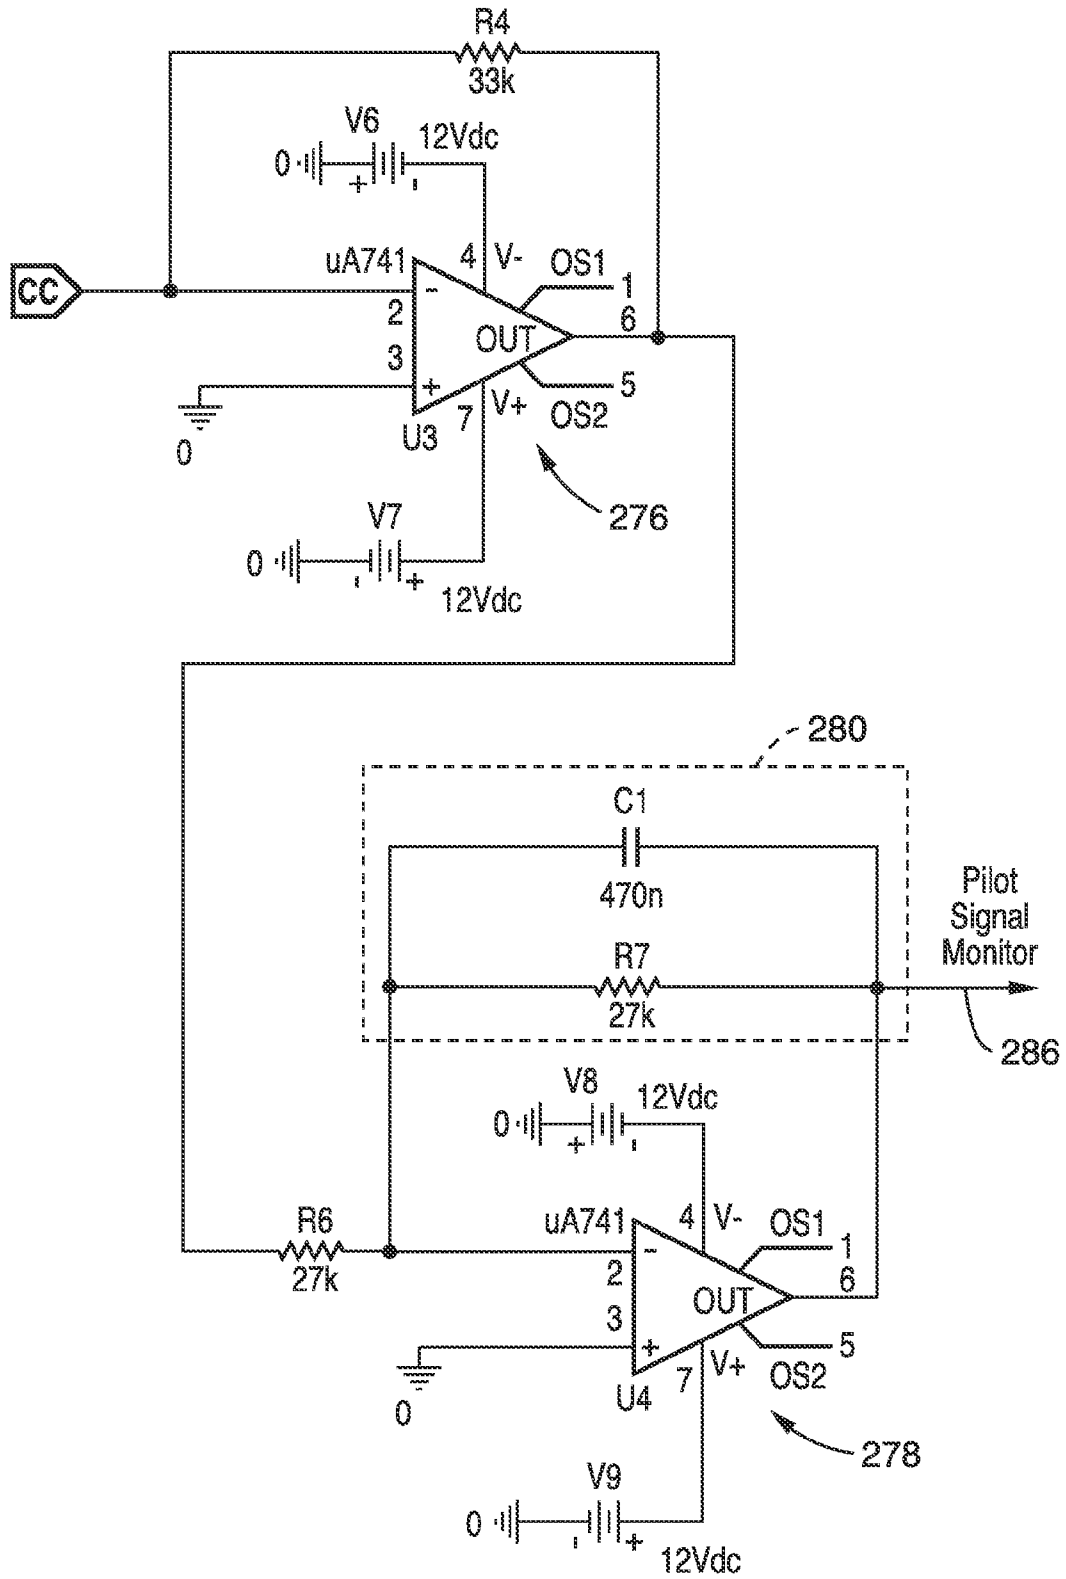 R4
33k
V6
12Vdc
0
+
-
uA741
4
V-
OS1
1
CC
-
2
6
OUT
3
+
5
7
V+
OS2
U3
0
276
V7
0
-
+
12Vdc
280
C1
470n
Pilot
Signal
Monitor
R7
27k
286
V8
12Vdc
0
+
-
R6
27k
uA741
4
V-
OS1
1
-
2
6
OUT
3
+
5
7
V+
OS2
U4
0
278
V9
0
-
+
12Vdc